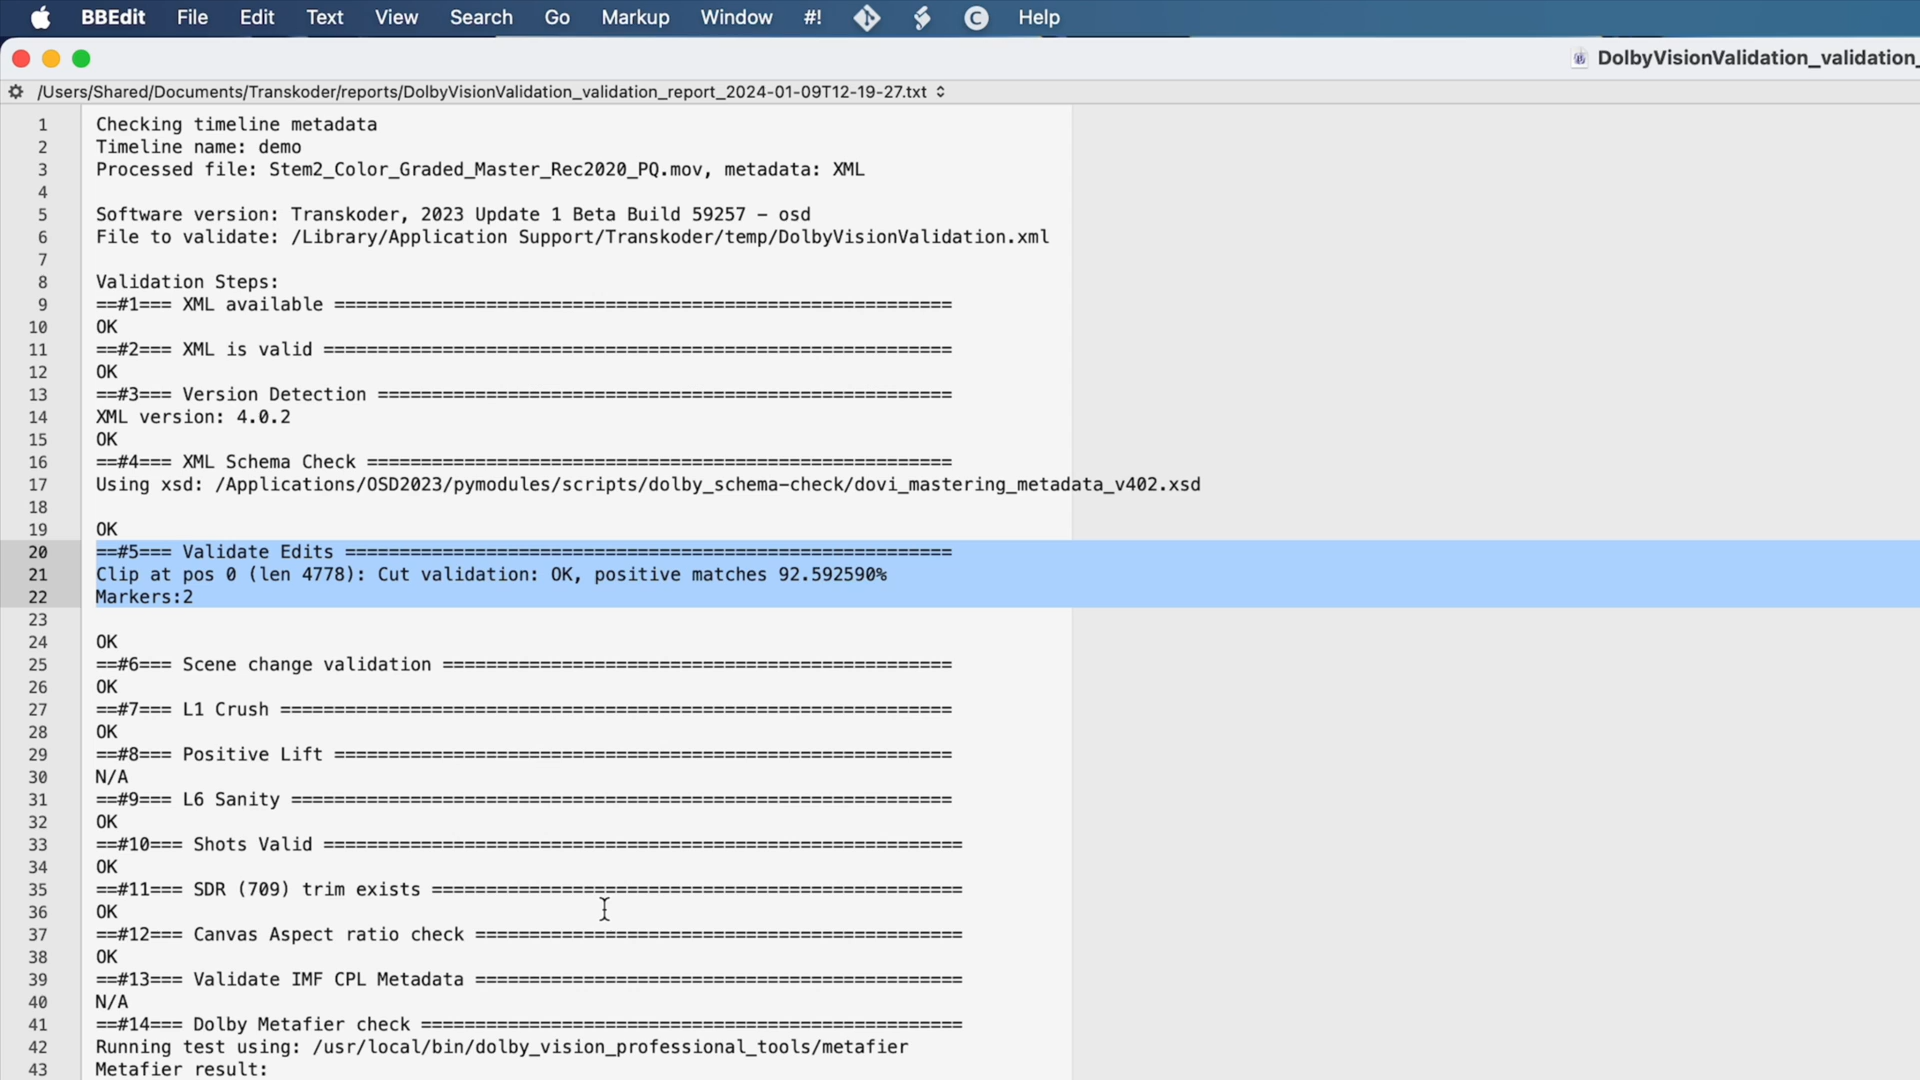 BBEdit File Edit Text View Search Go Markup Window #! Help
DolbyVisionValidation_validation_
/Users/Shared/Documents/Transkoder/reports/DolbyVisionValidation_validation_report_2024-01-09T12-19-27.txt
1 Checking timeline metadata
2 Timeline name: demo
3 Processed file: Stem2_Color_Graded_Master_Rec2020_PQ.mov, metadata: XML
4
5 Software version: Transkoder, 2023 Update 1 Beta Build 59257 – osd
6 File to validate: /Library/Application Support/Transkoder/temp/DolbyVisionValidation.xml
7
8 Validation Steps:
9 ==#1=== XML available =========================================================
10 OK
11 ==#2=== XML is valid ==========================================================
12 OK
13 ==#3=== Version Detection =====================================================
14 XML version: 4.0.2
15 OK
16 ==#4=== XML Schema Check ======================================================
17 Using xsd: /Applications/OSD2023/pymodules/scripts/dolby_schema-check/dovi_mastering_metadata_v402.xsd
18
19 OK
20 ==#5=== Validate Edits ========================================================
21 Clip at pos 0 (len 4778): Cut validation: OK, positive matches 92.592590%
22 Markers:2
23
24 OK
25 ==#6=== Scene change validation ===============================================
26 OK
27 ==#7=== L1 Crush ==============================================================
28 OK
29 ==#8=== Positive Lift =========================================================
30 N/A
31 ==#9=== L6 Sanity =============================================================
32 OK
33 ==#10=== Shots Valid ===========================================================
34 OK
35 ==#11=== SDR (709) trim exists =================================================
36 OK
37 ==#12=== Canvas Aspect ratio check =============================================
38 OK
39 ==#13=== Validate IMF CPL Metadata =============================================
40 N/A
41 ==#14=== Dolby Metafier check ==================================================
42 Running test using: /usr/local/bin/dolby_vision_professional_tools/metafier
43 Metafier result: